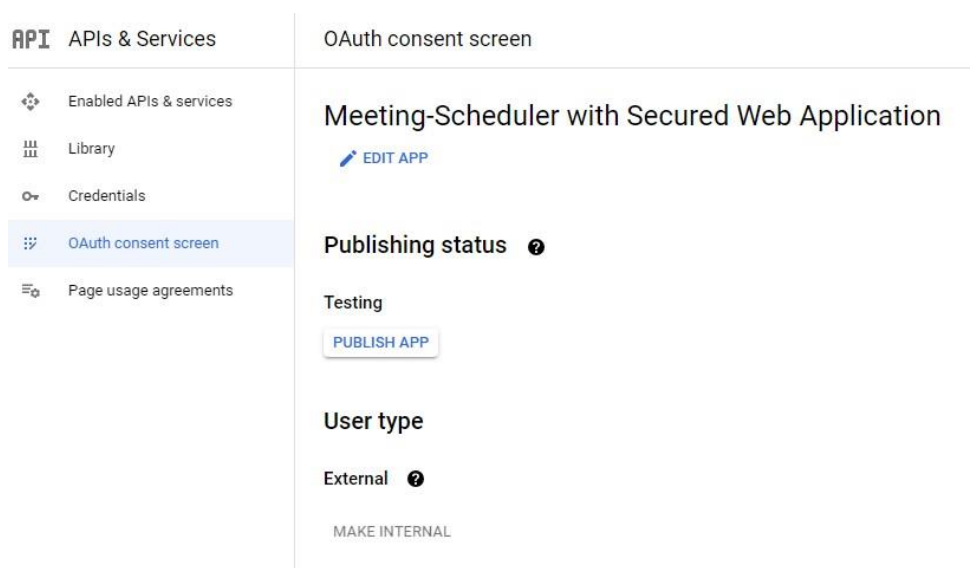 API APIs & Services
OAuth consent screen
Enabled APIs & services
Library
Credentials
OAuth consent screen
Page usage agreements
Meeting-Scheduler with Secured Web Application
EDIT APP
Publishing status
Testing
PUBLISH APP
User type
External
MAKE INTERNAL